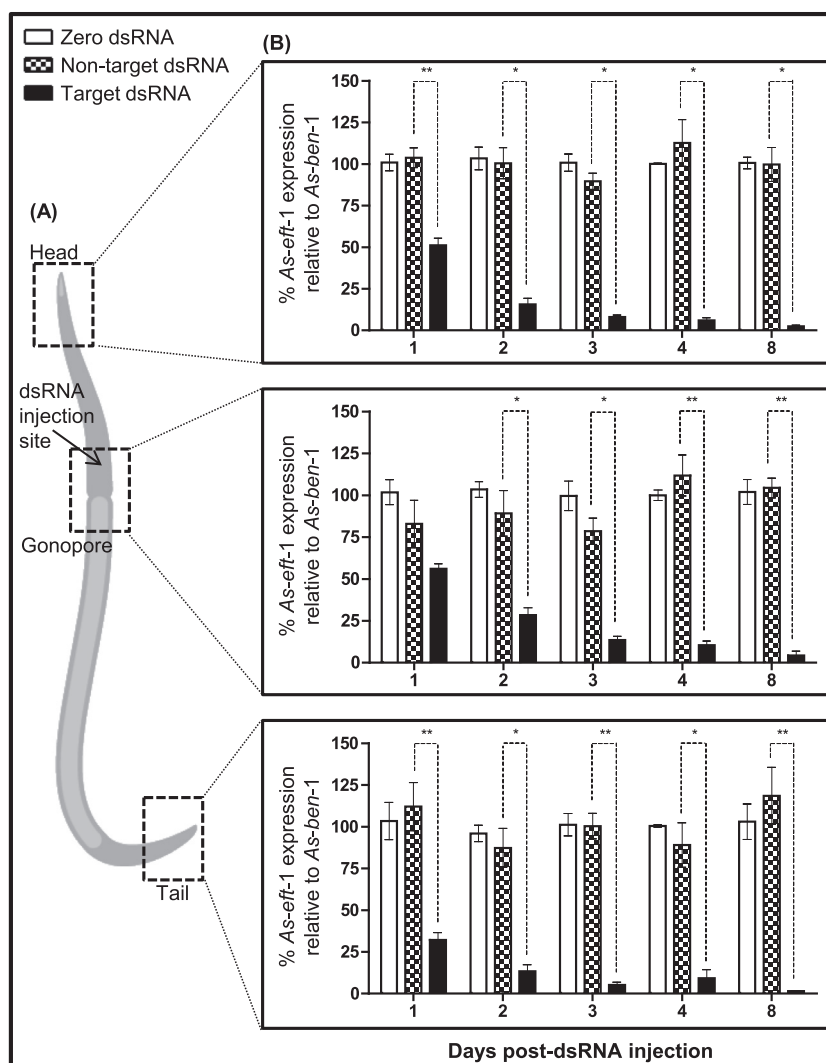 Zero dsRNA
Non-target dsRNA
Target dsRNA
(A)
Head
dsRNA
injection
site
Gonopore
Tail
(B)
% As-eft-1 expression
relative to As-ben-1
150
125
100
75
50
25
0
** * * * *
1 2 3 4 8
% As-eft-1 expression
relative to As-ben-1
150
125
100
75
50
25
0
* * ** **
1 2 3 4 8
% As-eft-1 expression
relative to As-ben-1
150
125
100
75
50
25
0
** * ** * **
1 2 3 4 8
Days post-dsRNA injection